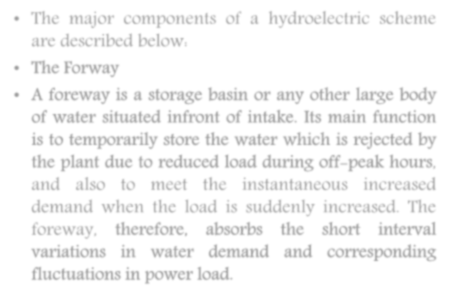 • The major components of a hydroelectric scheme
are described below:
• The Forway
• A foreway is a storage basin or any other large body
of water situated infront of intake. Its main function
is to temporarily store the water which is rejected by
the plant due to reduced load during off-peak hours,
and also to meet the instantaneous increased
demand when the load is suddenly increased. The
foreway, therefore, absorbs the short interval
variations in water demand and corresponding
fluctuations in power load.